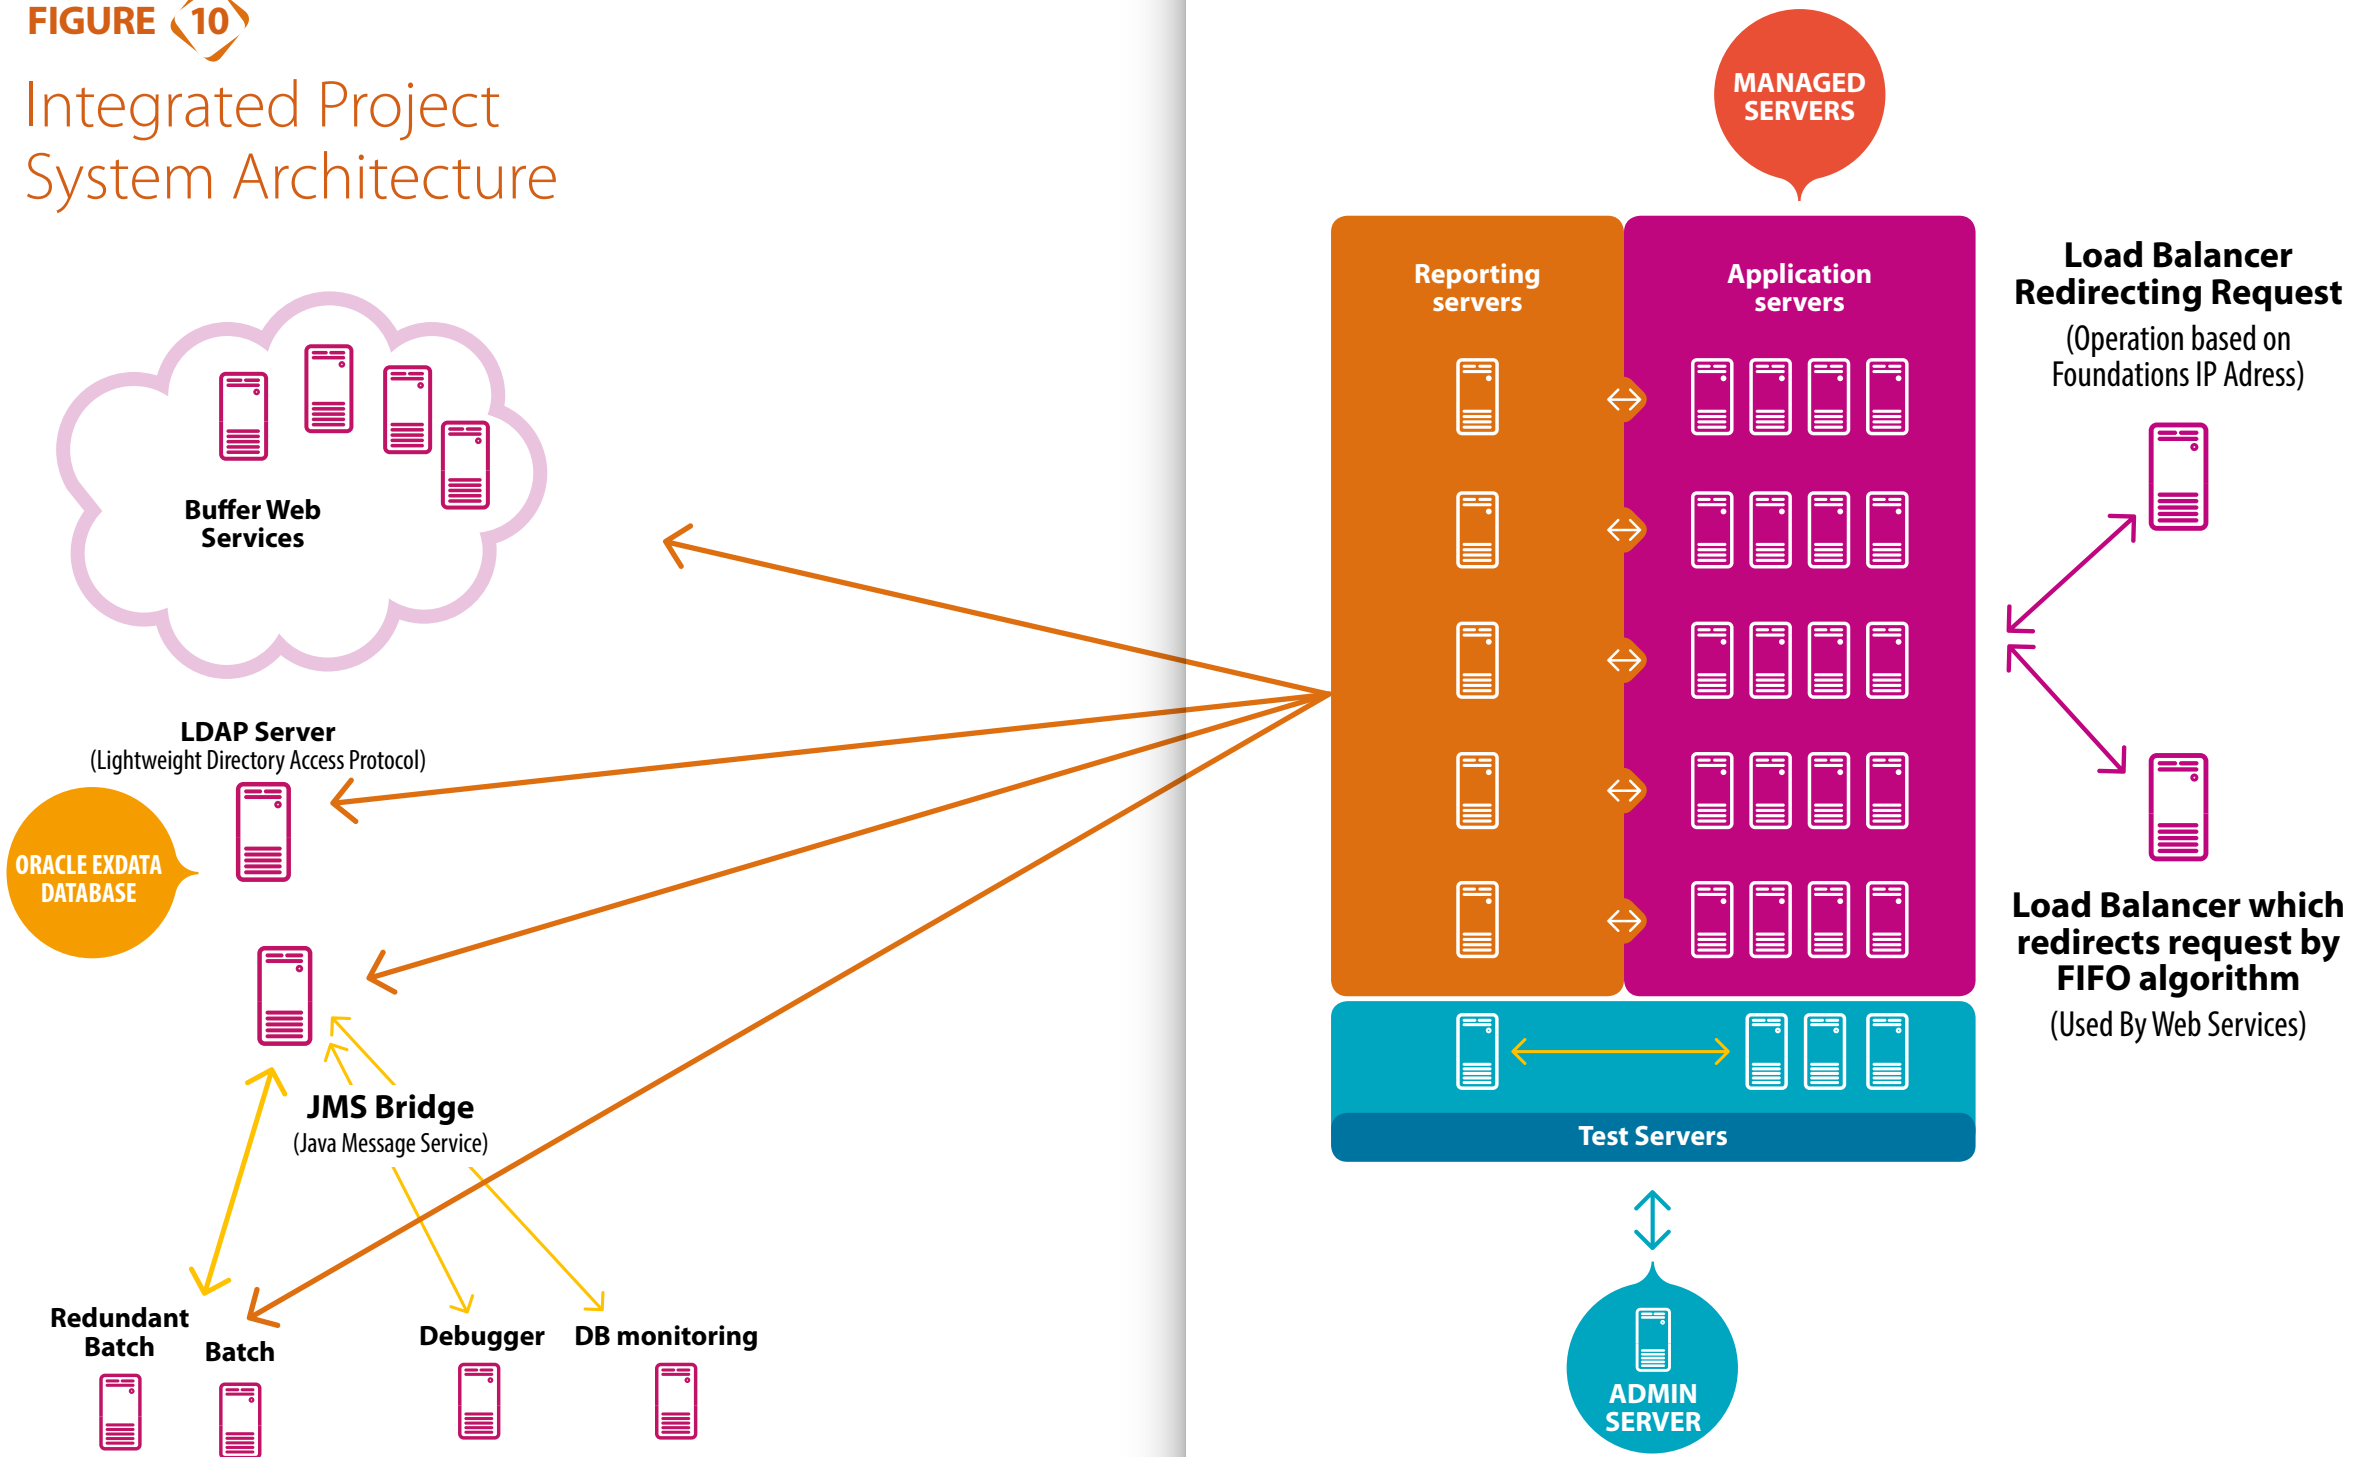 FIGURE 10
Integrated Project
System Architecture
Buffer Web
Services
LDAP Server
(Lightweight Directory Access Protocol)
ORACLE EXDATA
DATABASE
JMS Bridge
(Java Message Service)
Redundant
Batch
Batch
Debugger
DB monitoring
MANAGED
SERVERS
Reporting
servers
Application
servers
Load Balancer
Redirecting Request
(Operation based on
Foundations IP Adress)
Load Balancer which
redirects request by
FIFO algorithm
(Used By Web Services)
Test Servers
ADMIN
SERVER